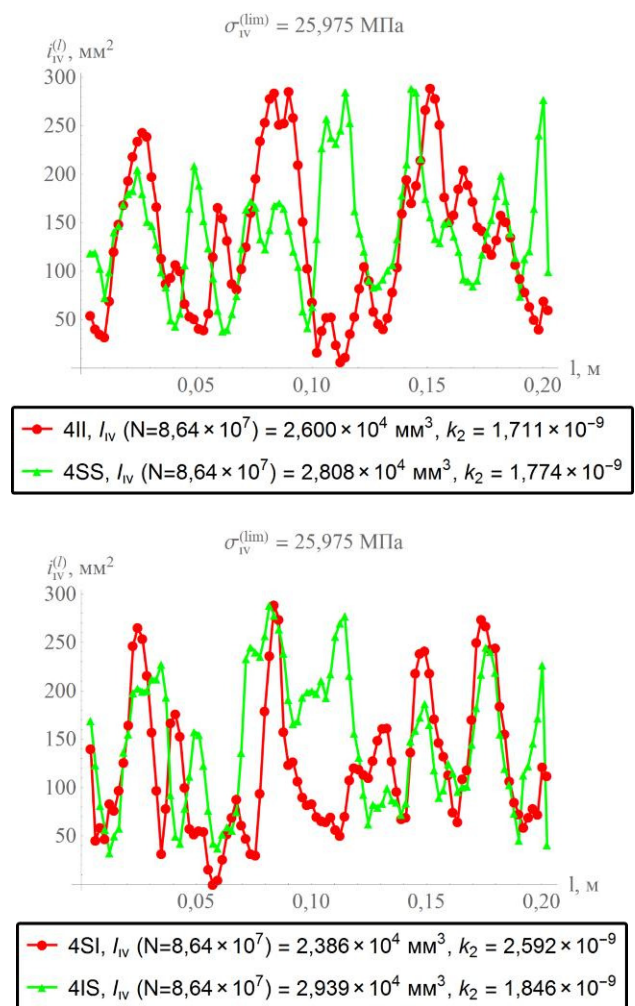 σ_IV^(lim) = 25,975 МПа
i_IV^(l), мм²
300
250
200
150
100
50
0,05 0,10 0,15 0,20
l, м
4II, I_IV (N=8,64 × 10⁷) = 2,600 × 10⁴ мм³, k₂ = 1,711 × 10⁻⁹
4SS, I_IV (N=8,64 × 10⁷) = 2,808 × 10⁴ мм³, k₂ = 1,774 × 10⁻⁹
σ_IV^(lim) = 25,975 МПа
i_IV^(l), мм²
300
250
200
150
100
50
0,05 0,10 0,15 0,20
l, м
4SI, I_IV (N=8,64 × 10⁷) = 2,386 × 10⁴ мм³, k₂ = 2,592 × 10⁻⁹
4IS, I_IV (N=8,64 × 10⁷) = 2,939 × 10⁴ мм³, k₂ = 1,846 × 10⁻⁹